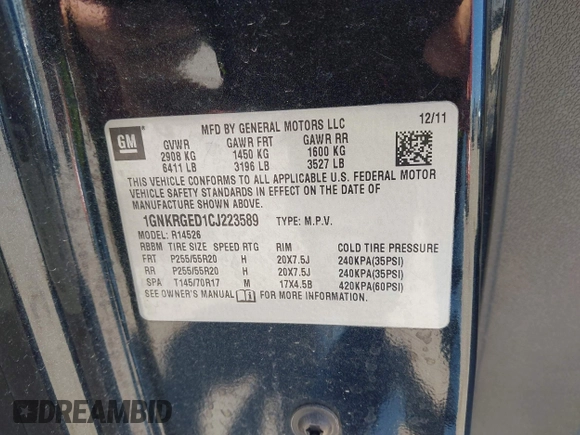 MFD BY GENERAL MOTORS LLC 12/11
GM
GVWR GAWR FRT GAWR RR
2908 KG 1450 KG 1600 KG
6411 LB 3196 LB 3527 LB
THIS VEHICLE CONFORMS TO ALL APPLICABLE U.S. FEDERAL MOTOR
VEHICLE SAFETY STANDARDS IN EFFECT ON THE DATE OF
MANUFACTURE SHOWN ABOVE.
1GNKRGED1CJ223589 TYPE: M.P.V.
MODEL: R14526
RBBM TIRE SIZE SPEED RTG RIM COLD TIRE PRESSURE
FRT P255/55R20 H 20X7.5J 240KPA(35PSI)
RR P255/55R20 H 20X7.5J 240KPA(35PSI)
SPA T145/70R17 M 17X4.5B 420KPA(60PSI)
SEE OWNER'S MANUAL FOR MORE INFORMATION
DREAMBID